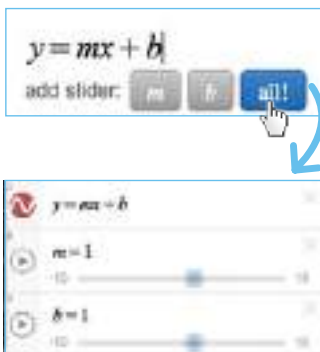 y = mx + b
add slider: m b all!
y = mx + b
m = 1
-10 10
b = 1
-10 10